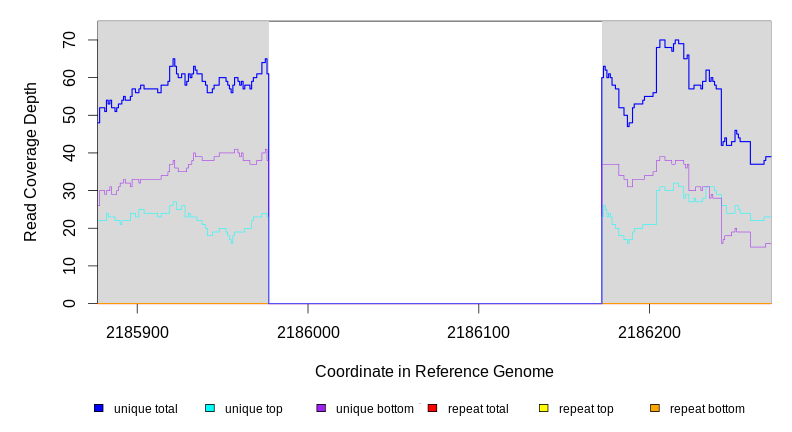 Read Coverage Depth
70
60
50
40
30
20
10
0
2185900 2186000 2186100 2186200
Coordinate in Reference Genome
unique total unique top unique bottom repeat total repeat top repeat bottom